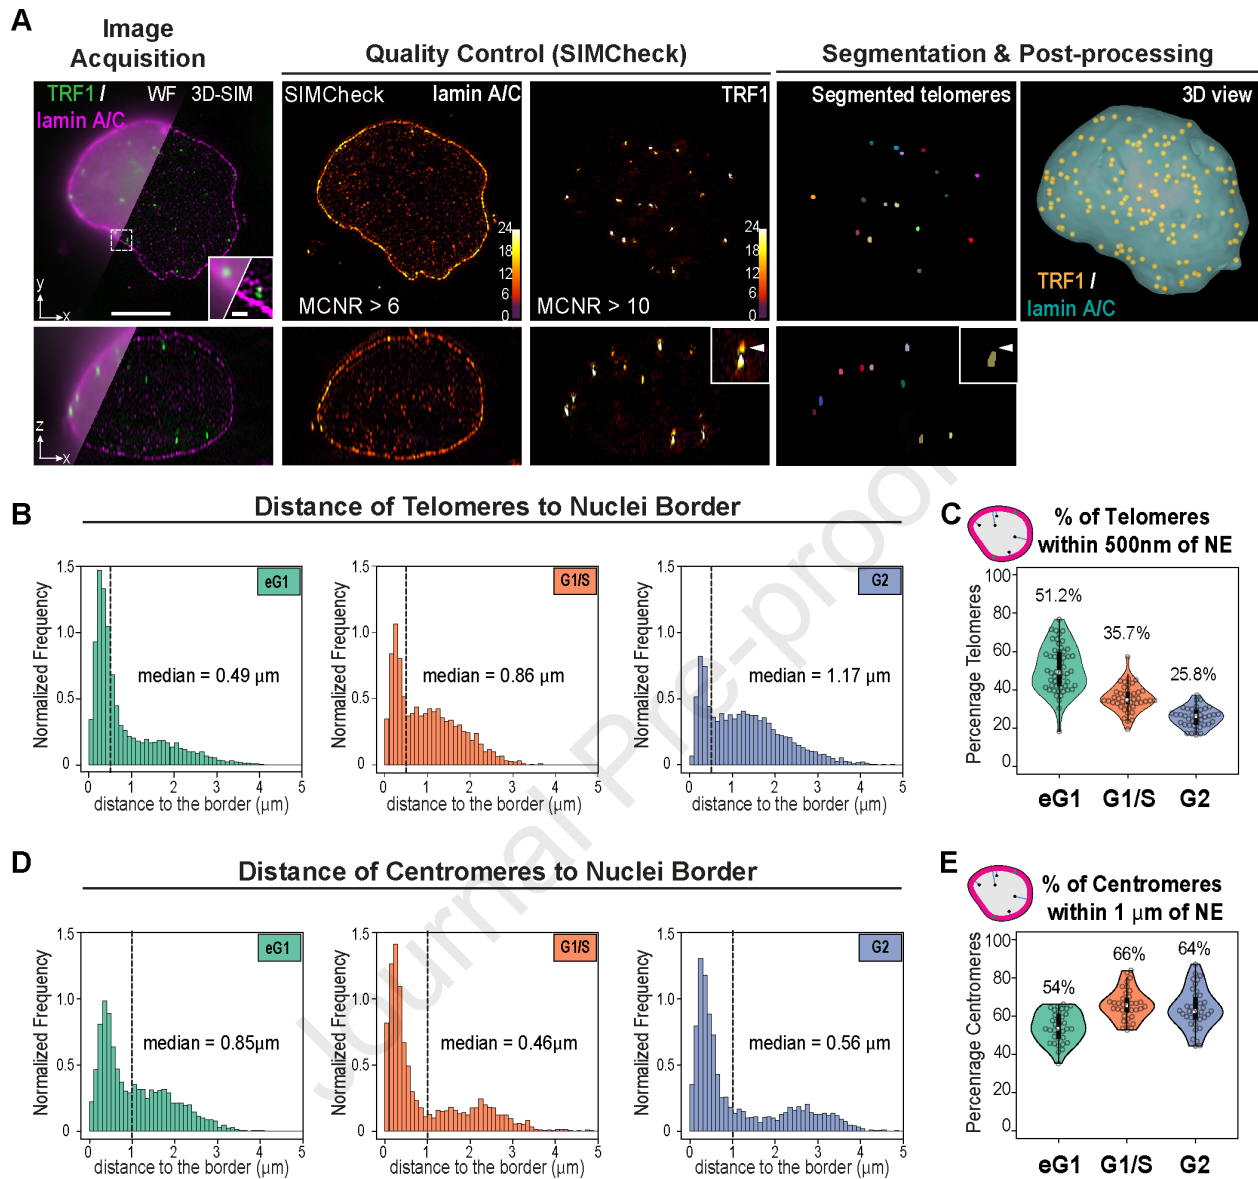 A
Image
Acquisition
Quality Control (SIMCheck)
Segmentation & Post-processing
TRF1 /
lamin A/C
WF
3D-SIM
SIMCheck
lamin A/C
TRF1
Segmented telomeres
3D view
24
18
12
6
0
MCNR > 6
24
18
12
6
0
MCNR > 10
TRF1 /
lamin A/C
y
x
z
x
B
Distance of Telomeres to Nuclei Border
eG1
median = 0.49 µm
Normalized Frequency
1.5
1.0
0.5
0
0 1 2 3 4 5
distance to the border (µm)
G1/S
median = 0.86 µm
Normalized Frequency
1.5
1.0
0.5
0
0 1 2 3 4 5
distance to the border (µm)
G2
median = 1.17 µm
Normalized Frequency
1.5
1.0
0.5
0
0 1 2 3 4 5
distance to the border (µm)
C
% of Telomeres
within 500nm of NE
Percenrage Telomeres
100
80
60
40
20
0
51.2%
35.7%
25.8%
eG1 G1/S G2
D
Distance of Centromeres to Nuclei Border
eG1
median = 0.85µm
Normalized Frequency
1.5
1.0
0.5
0
0 1 2 3 4 5
distance to the border (µm)
G1/S
median = 0.46µm
Normalized Frequency
1.5
1.0
0.5
0
0 1 2 3 4 5
distance to the border (µm)
G2
median = 0.56 µm
Normalized Frequency
1.5
1.0
0.5
0
0 1 2 3 4 5
distance to the border (µm)
E
% of Centromeres
within 1 µm of NE
Percenrage Centromeres
100
80
60
40
20
0
54%
66%
64%
eG1 G1/S G2
Journal Pre-proof